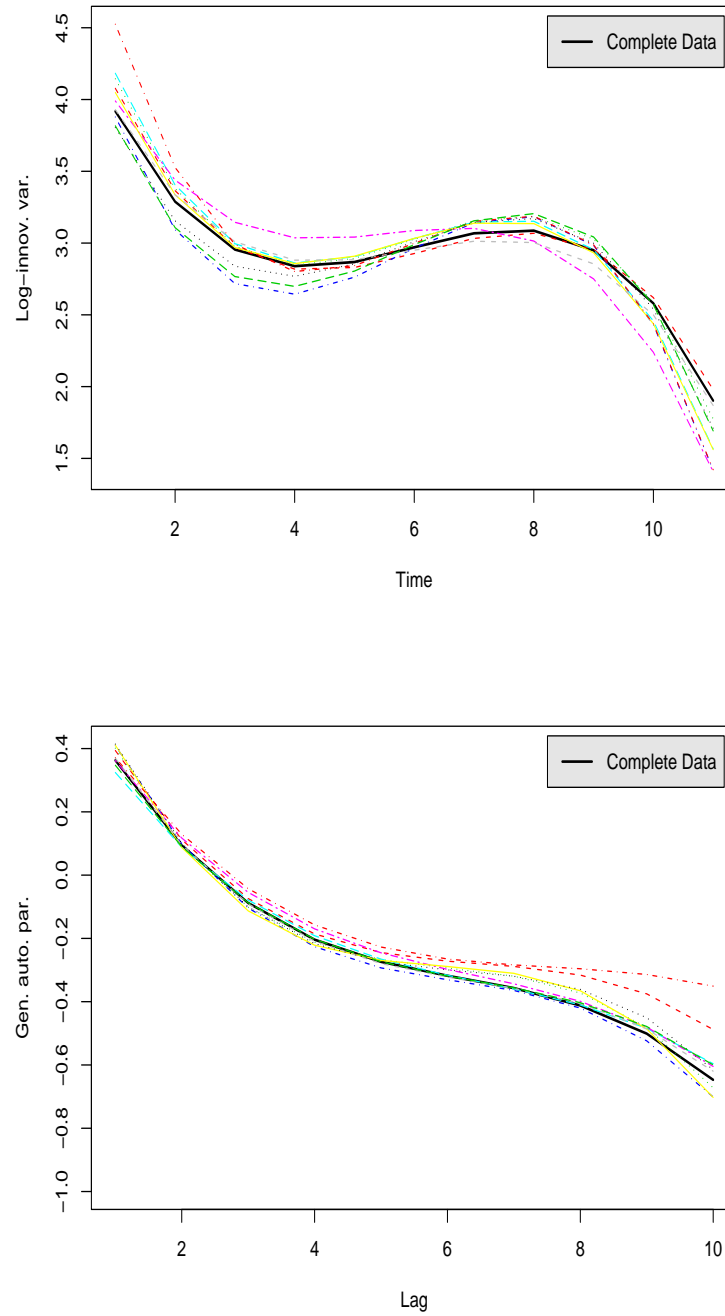 4.5
4.0
3.5
3.0
2.5
2.0
1.5
Log−innov. var.
Complete Data
2 4 6 8 10
Time
0.4
0.2
0.0
−0.2
−0.4
−0.6
−0.8
−1.0
Gen. auto. par.
Complete Data
2 4 6 8 10
Lag